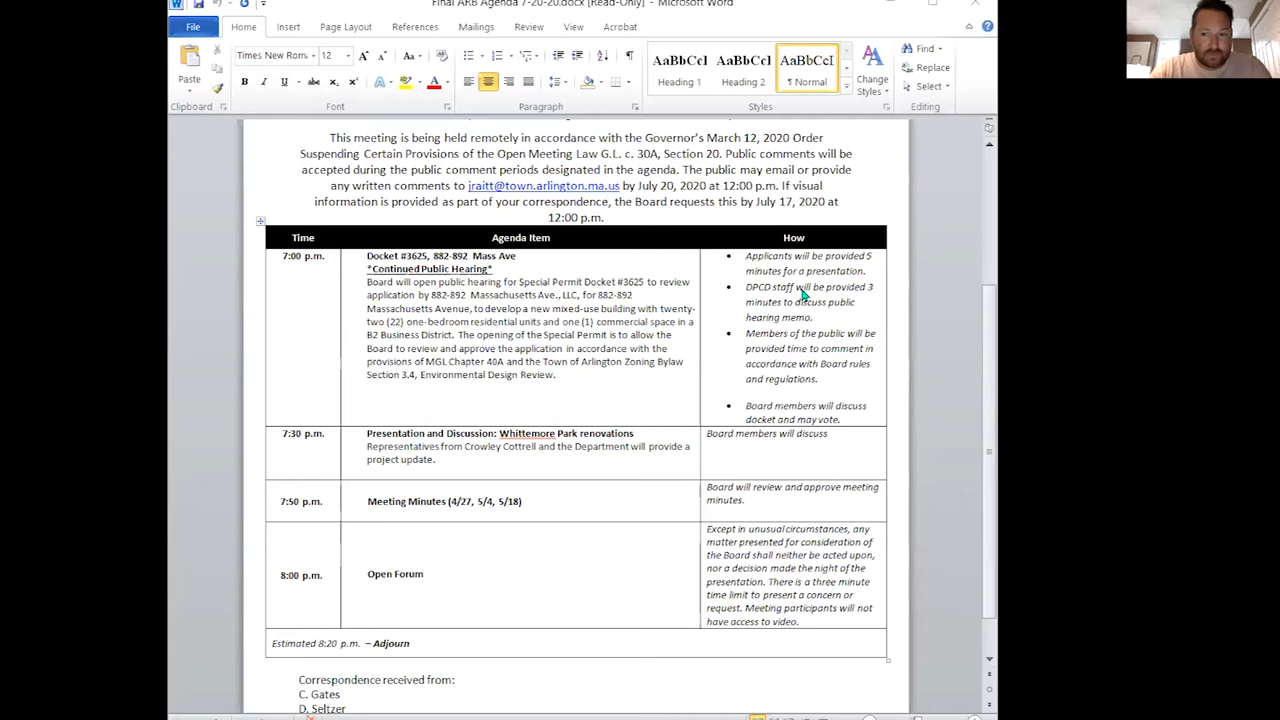 Final ARB Agenda 7-20-20.docx [Read-Only] - Microsoft Word
File Home Insert Page Layout References Mailings Review View Acrobat
Times New Rom 12
Paste
AaBbCcI AaBbCcI AaBbCcI
Heading 1 Heading 2 ¶ Normal
Change
Styles
Find
Replace
Select
Clipboard Font Paragraph Styles Editing
This meeting is being held remotely in accordance with the Governor's March 12, 2020 Order
Suspending Certain Provisions of the Open Meeting Law G.L. c. 30A, Section 20. Public comments will be
accepted during the public comment periods designated in the agenda. The public may email or provide
any written comments to jraitt@town.arlington.ma.us by July 20, 2020 at 12:00 p.m. If visual
information is provided as part of your correspondence, the Board requests this by July 17, 2020 at
12:00 p.m.
Time Agenda Item How
7:00 p.m.
Docket #3625, 882-892 Mass Ave
*Continued Public Hearing*
Board will open public hearing for Special Permit Docket #3625 to review
application by 882-892 Massachusetts Ave., LLC, for 882-892
Massachusetts Avenue, to develop a new mixed-use building with twenty-
two (22) one-bedroom residential units and one (1) commercial space in a
B2 Business District. The opening of the Special Permit is to allow the
Board to review and approve the application in accordance with the
provisions of MGL Chapter 40A and the Town of Arlington Zoning Bylaw
Section 3.4, Environmental Design Review.
• Applicants will be provided 5
minutes for a presentation.
• DPCD staff will be provided 3
minutes to discuss public
hearing memo.
• Members of the public will be
provided time to comment in
accordance with Board rules
and regulations.
• Board members will discuss
docket and may vote.
7:30 p.m.
Presentation and Discussion: Whittemore Park renovations
Representatives from Crowley Cottrell and the Department will provide a
project update.
Board members will discuss
7:50 p.m.
Meeting Minutes (4/27, 5/4, 5/18)
Board will review and approve meeting
minutes.
8:00 p.m.
Open Forum
Except in unusual circumstances, any
matter presented for consideration of
the Board shall neither be acted upon,
nor a decision made the night of the
presentation. There is a three minute
time limit to present a concern or
request. Meeting participants will not
have access to video.
Estimated 8:20 p.m. – Adjourn
Correspondence received from:
C. Gates
D. Seltzer